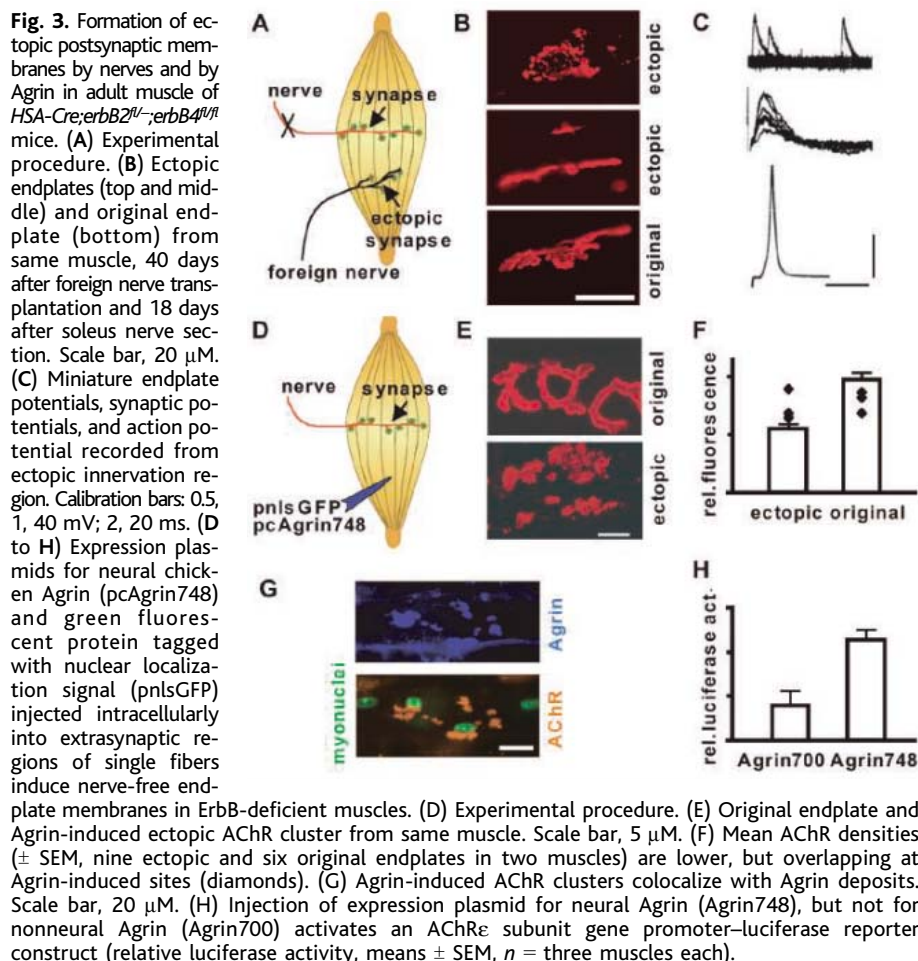 Fig. 3. Formation of ec-
topic postsynaptic mem-
branes by nerves and by
Agrin in adult muscle of
HSA-Cre;erbB2fl/–;erbB4fl/fl
mice. (A) Experimental
procedure. (B) Ectopic
endplates (top and mid-
dle) and original end-
plate (bottom) from
same muscle, 40 days
after foreign nerve trans-
plantation and 18 days
after soleus nerve sec-
tion. Scale bar, 20 μM.
(C) Miniature endplate
potentials, synaptic po-
tentials, and action po-
tential recorded from
ectopic innervation re-
gion. Calibration bars: 0.5,
1, 40 mV; 2, 20 ms. (D
to H) Expression plas-
mids for neural chick-
en Agrin (pcAgrin748)
and green fluores-
cent protein tagged
with nuclear localiza-
tion signal (pnlsGFP)
injected intracellularly
into extrasynaptic re-
gions of single fibers
induce nerve-free end-
plate membranes in ErbB-deficient muscles. (D) Experimental procedure. (E) Original endplate and
Agrin-induced ectopic AChR cluster from same muscle. Scale bar, 5 μM. (F) Mean AChR densities
(± SEM, nine ectopic and six original endplates in two muscles) are lower, but overlapping at
Agrin-induced sites (diamonds). (G) Agrin-induced AChR clusters colocalize with Agrin deposits.
Scale bar, 20 μM. (H) Injection of expression plasmid for neural Agrin (Agrin748), but not for
nonneural Agrin (Agrin700) activates an AChRε subunit gene promoter–luciferase reporter
construct (relative luciferase activity, means ± SEM, n = three muscles each).
A
nerve
synapse
ectopic
synapse
foreign nerve
B
ectopic
ectopic
original
C
D
nerve
synapse
pnlsGFP
pcAgrin748
E
original
ectopic
F
rel.fluorescence
ectopic original
G
myonuclei
Agrin
AChR
H
rel.luciferase act.
Agrin700 Agrin748